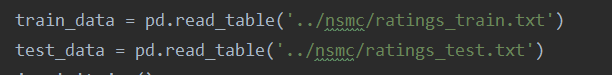 train_data = pd.read_table('../nsmc/ratings_train.txt')
test_data = pd.read_table('../nsmc/ratings_test.txt')